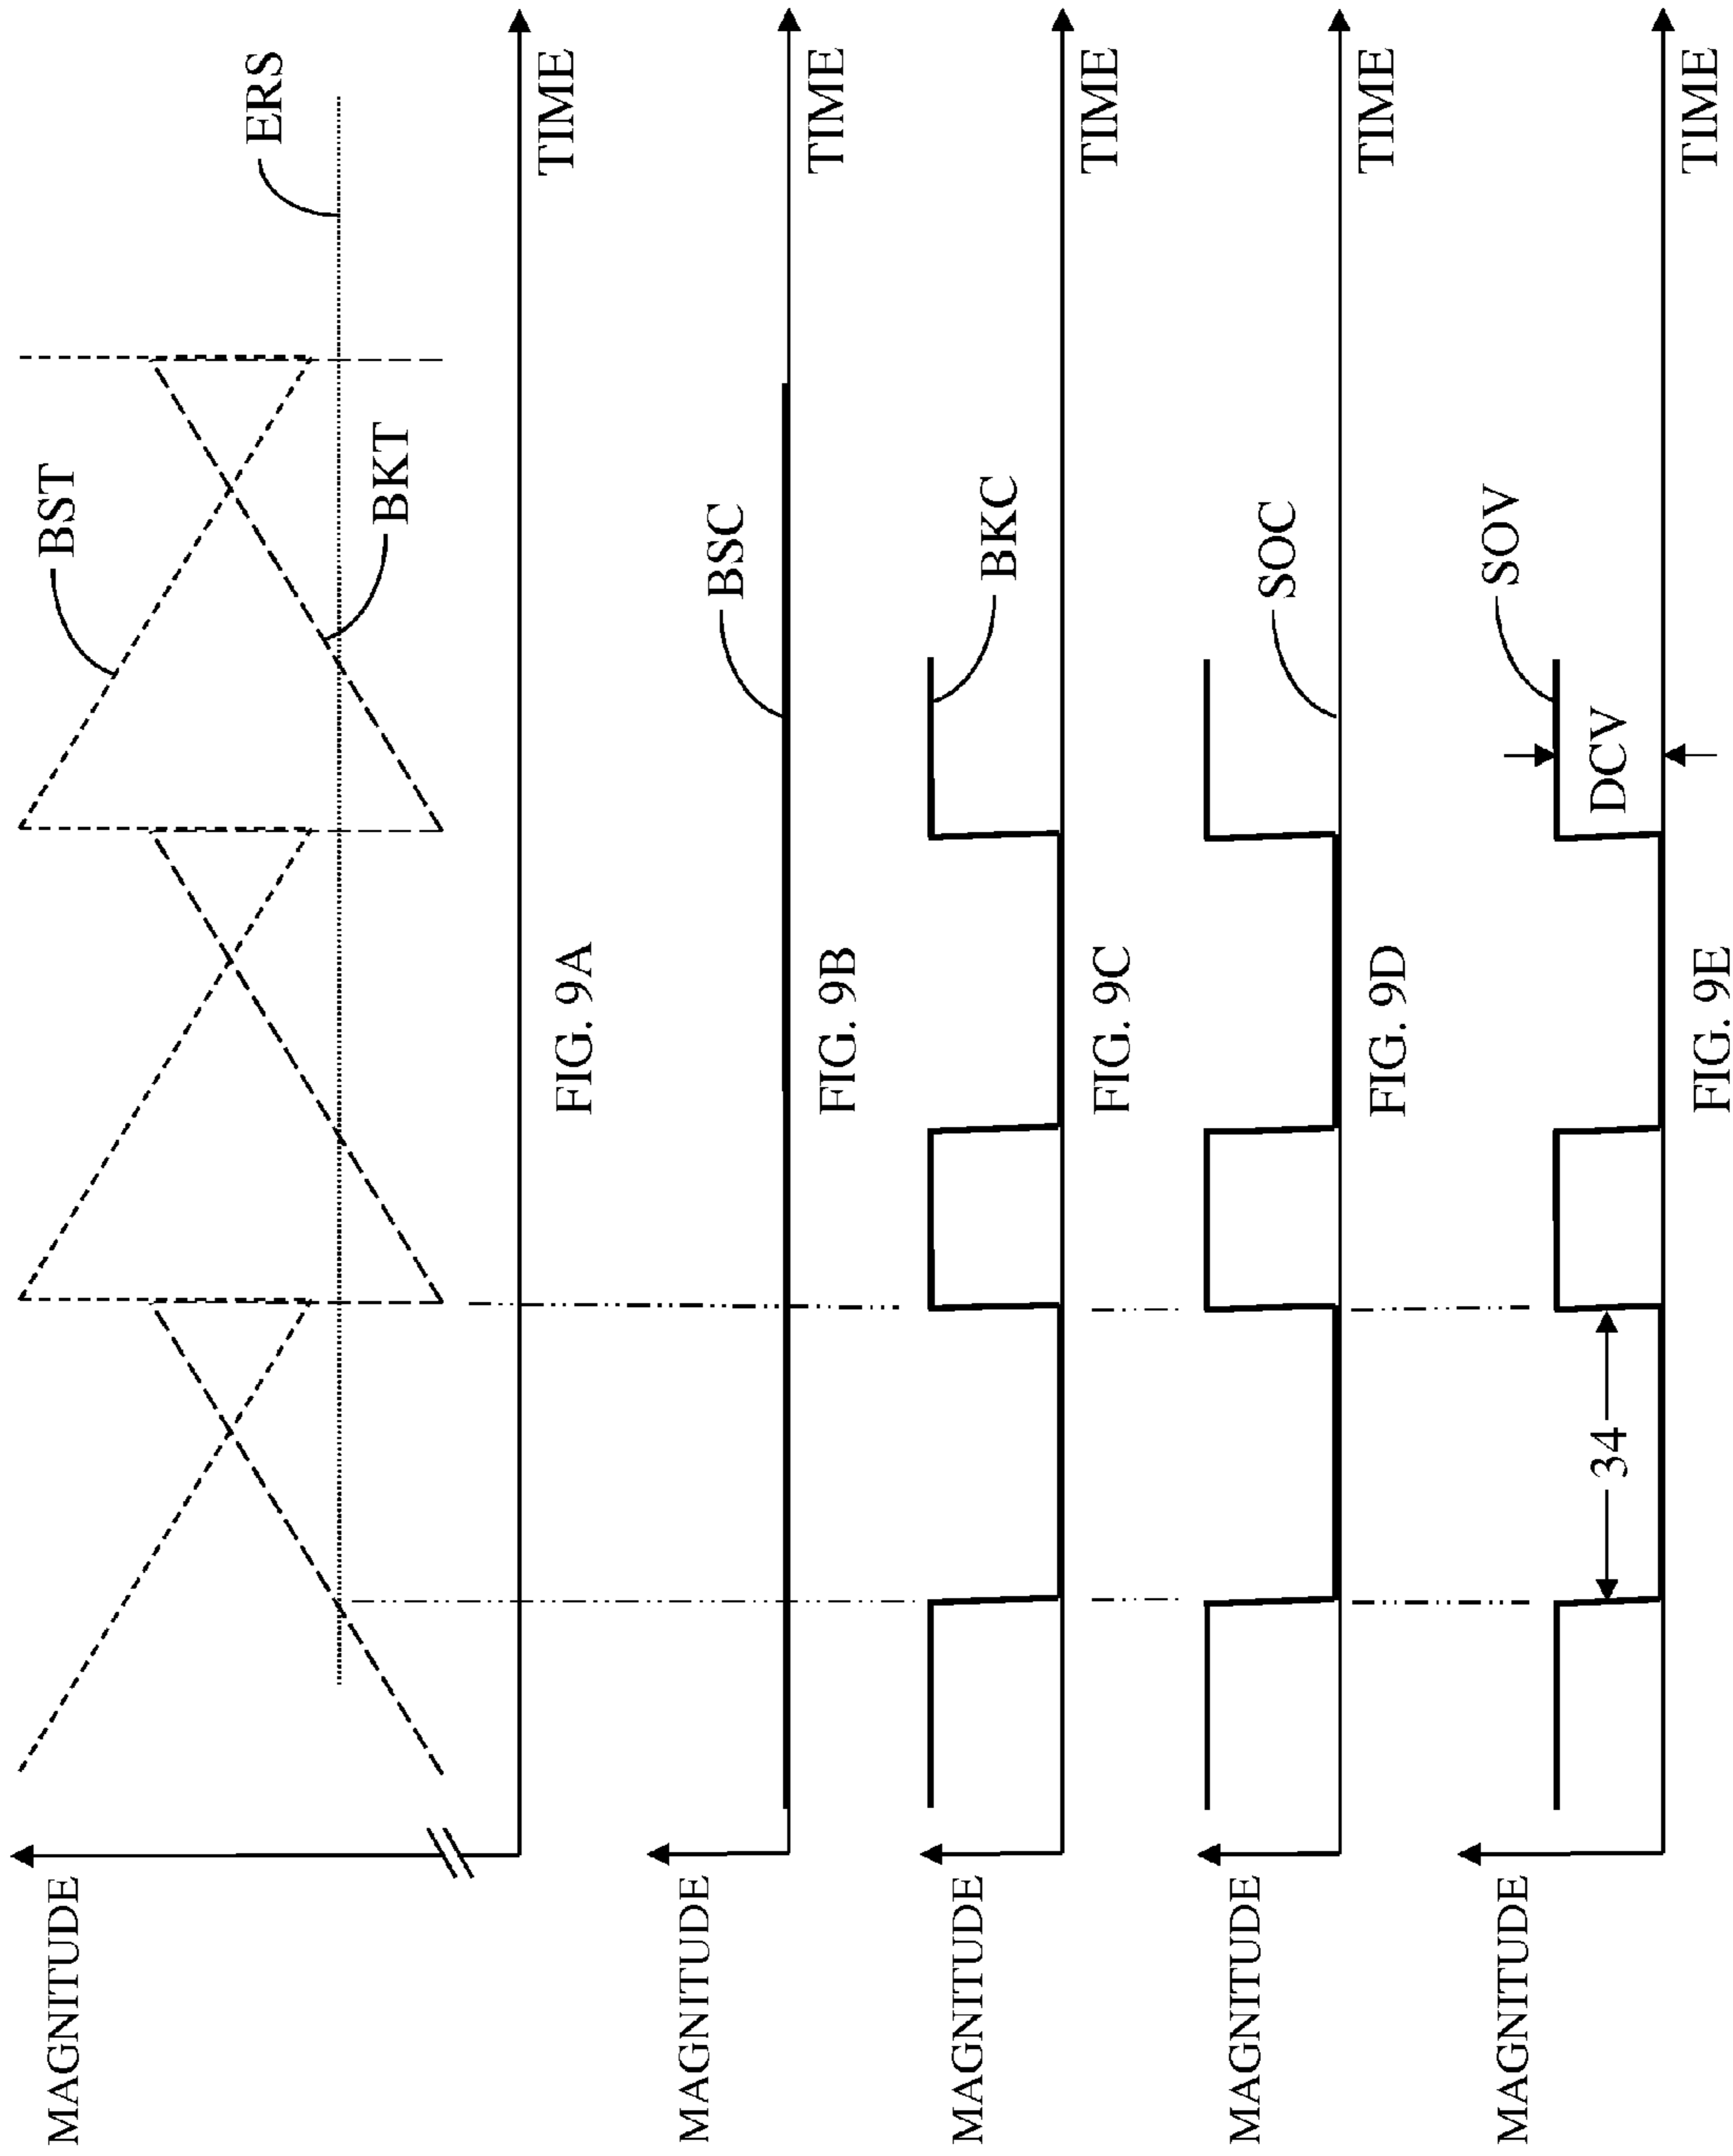 MAGNITUDE
BST
ERS
BKT
TIME
FIG. 9A
MAGNITUDE
BSC
TIME
FIG. 9B
MAGNITUDE
BKC
TIME
FIG. 9C
MAGNITUDE
SOC
TIME
FIG. 9D
MAGNITUDE
SOV
DCV
34
TIME
FIG. 9E